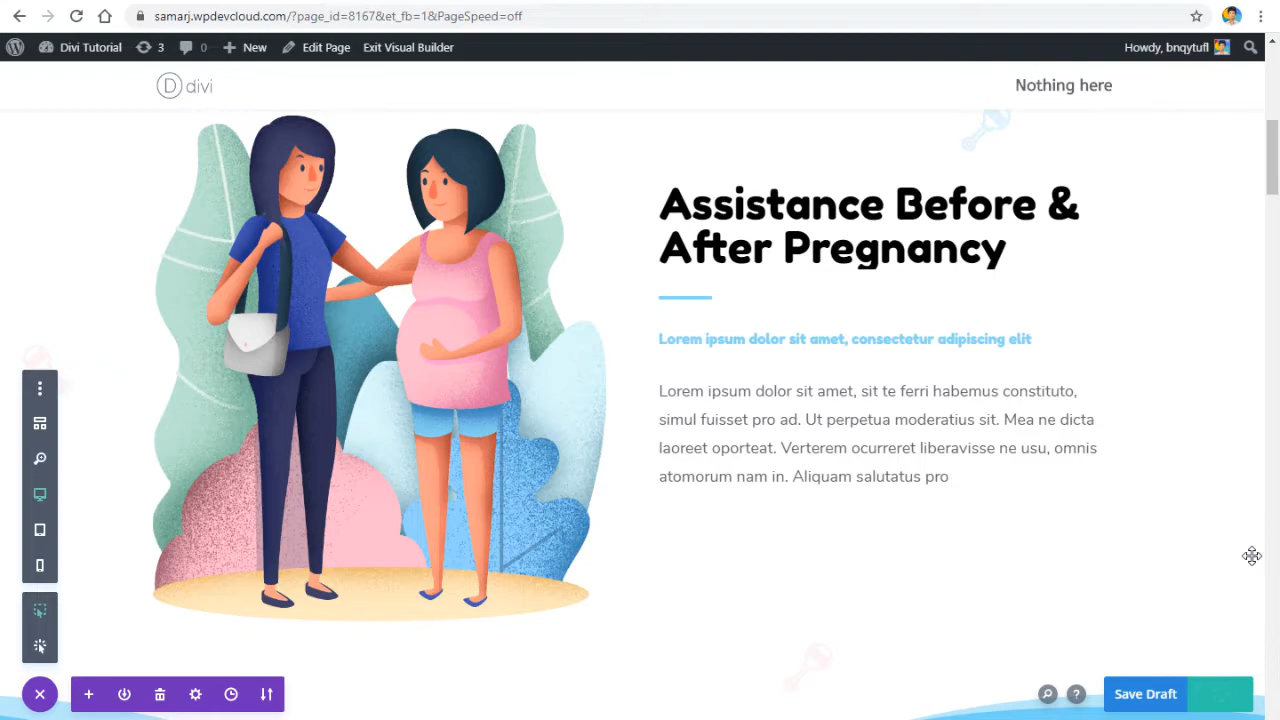 samarj.wpdevcloud.com/?page_id=8167&et_fb=1&PageSpeed=off
Divi Tutorial 3 0 New Edit Page Exit Visual Builder Howdy, bnqytufl
D divi Nothing here
Assistance Before &
After Pregnancy
Lorem ipsum dolor sit amet, consectetur adipiscing elit
Lorem ipsum dolor sit amet, sit te ferri habemus constituto,
simul fuisset pro ad. Ut perpetua moderatius sit. Mea ne dicta
laoreet oporteat. Verterem ocurreret liberavisse ne usu, omnis
atomorum nam in. Aliquam salutatus pro
Save Draft